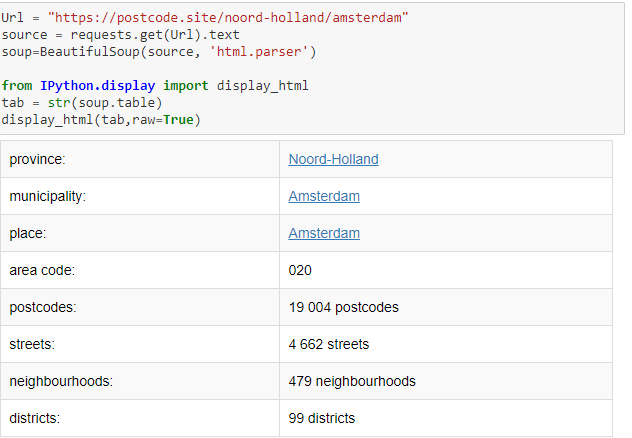 Url = "https://postcode.site/noord-holland/amsterdam"
source = requests.get(Url).text
soup=BeautifulSoup(source, 'html.parser')
from IPython.display import display_html
tab = str(soup.table)
display_html(tab,raw=True)
province: Noord-Holland
municipality: Amsterdam
place: Amsterdam
area code: 020
postcodes: 19 004 postcodes
streets: 4 662 streets
neighbourhoods: 479 neighbourhoods
districts: 99 districts